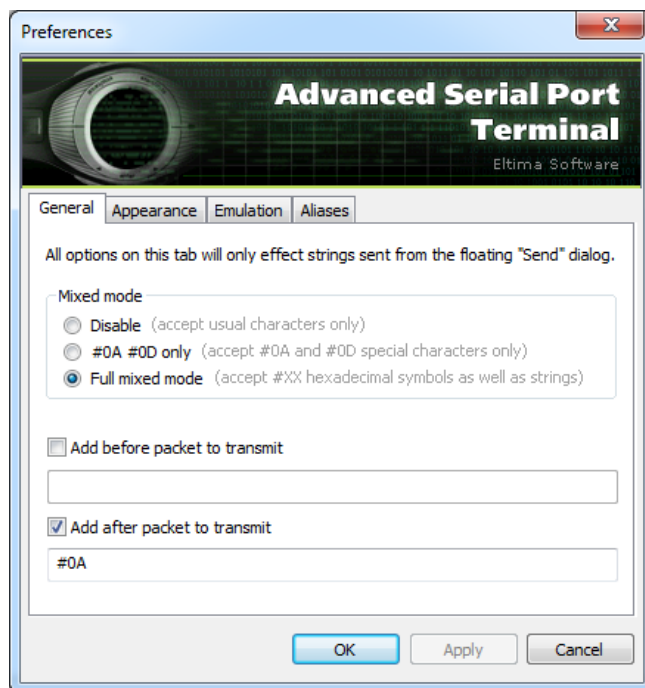 Preferences
Advanced Serial Port
Terminal
Eltima Software
General Appearance Emulation Aliases
All options on this tab will only effect strings sent from the floating "Send" dialog.
Mixed mode
Disable (accept usual characters only)
#0A #0D only (accept #0A and #0D special characters only)
Full mixed mode (accept #XX hexadecimal symbols as well as strings)
Add before packet to transmit
Add after packet to transmit
#0A
OK Apply Cancel